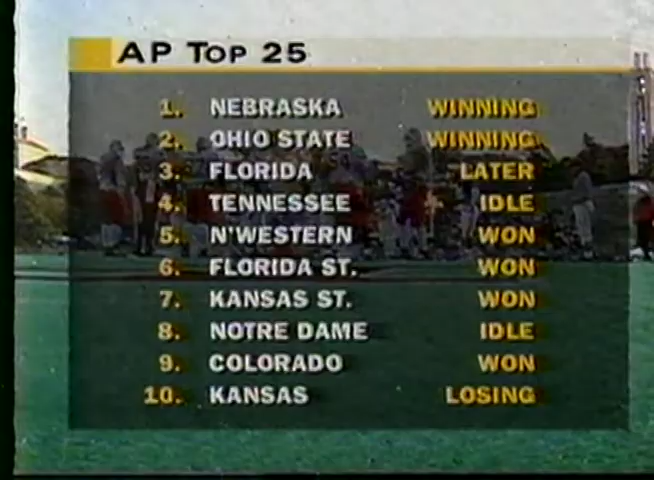 AP TOP 25
1. NEBRASKA WINNING
2. OHIO STATE WINNING
3. FLORIDA LATER
4. TENNESSEE IDLE
5. N'WESTERN WON
6. FLORIDA ST. WON
7. KANSAS ST. WON
8. NOTRE DAME IDLE
9. COLORADO WON
10. KANSAS LOSING